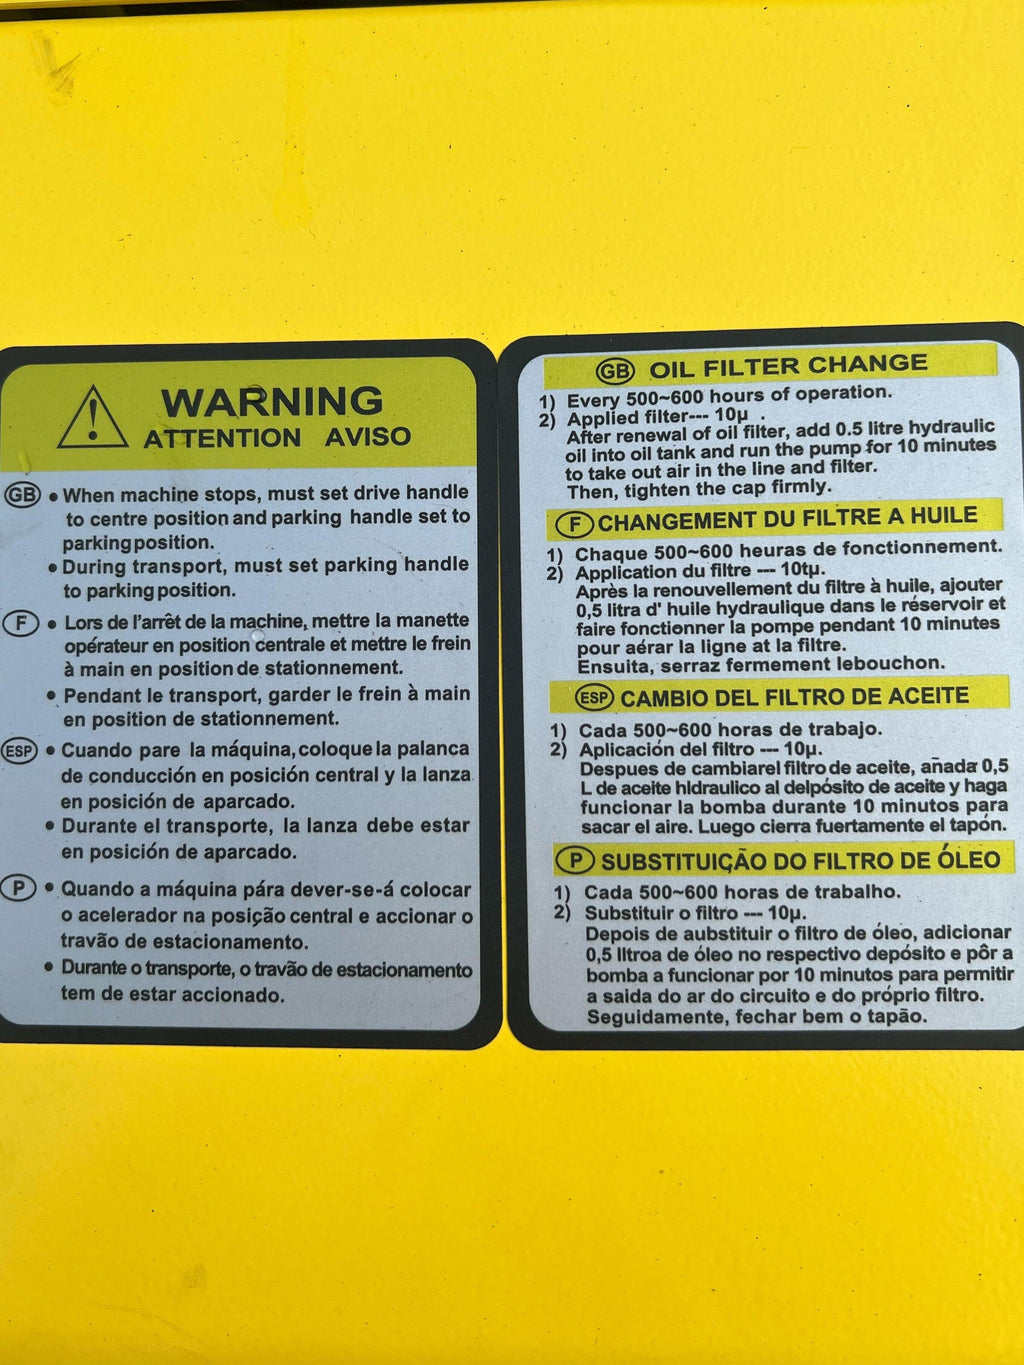 WARNING
ATTENTION AVISO
GB • When machine stops, must set drive handle
to centre position and parking handle set to
parking position.
• During transport, must set parking handle
to parking position.
F • Lors de l'arrêt de la machine, mettre la manette
opérateur en position centrale et mettre le frein
à main en position de stationnement.
• Pendant le transport, garder le frein à main
en position de stationnement.
ESP • Cuando pare la máquina, coloque la palanca
de conducción en posición central y la lanza
en posición de aparcado.
• Durante el transporte, la lanza debe estar
en posición de aparcado.
P • Quando a máquina pára dever-se-á colocar
o acelerador na posição central e accionar o
travão de estacionamento.
• Durante o transporte, o travão de estacionamento
tem de estar accionado.
GB OIL FILTER CHANGE
1) Every 500~600 hours of operation.
2) Applied filter--- 10µ .
After renewal of oil filter, add 0.5 litre hydraulic
oil into oil tank and run the pump for 10 minutes
to take out air in the line and filter.
Then, tighten the cap firmly.
F CHANGEMENT DU FILTRE A HUILE
1) Chaque 500~600 heuras de fonctionnement.
2) Application du filtre --- 10tµ.
Après la renouvellement du filtre à huile, ajouter
0,5 litra d' huile hydraulique dans le réservoir et
faire fonctionner la pompe pendant 10 minutes
pour aérar la ligne at la filtre.
Ensuita, serraz fermement lebouchon.
ESP CAMBIO DEL FILTRO DE ACEITE
1) Cada 500~600 horas de trabajo.
2) Aplicación del filtro --- 10µ.
Despues de cambiarel filtro de aceite, añada 0,5
L de aceite hldraulico al delpósito de aceite y haga
funcionar la bomba durante 10 minutos para
sacar el aire. Luego cierra fuertamente el tapón.
P SUBSTITUIÇÃO DO FILTRO DE ÓLEO
1) Cada 500~600 horas de trabalho.
2) Substituir o filtro --- 10µ.
Depois de aubstituir o filtro de óleo, adicionar
0,5 lltroa de óleo no respectivo depósito e pôr a
bomba a funcionar por 10 minutos para permitir
a saida do ar do circuito e do próprio filtro.
Seguidamente, fechar bem o tapão.